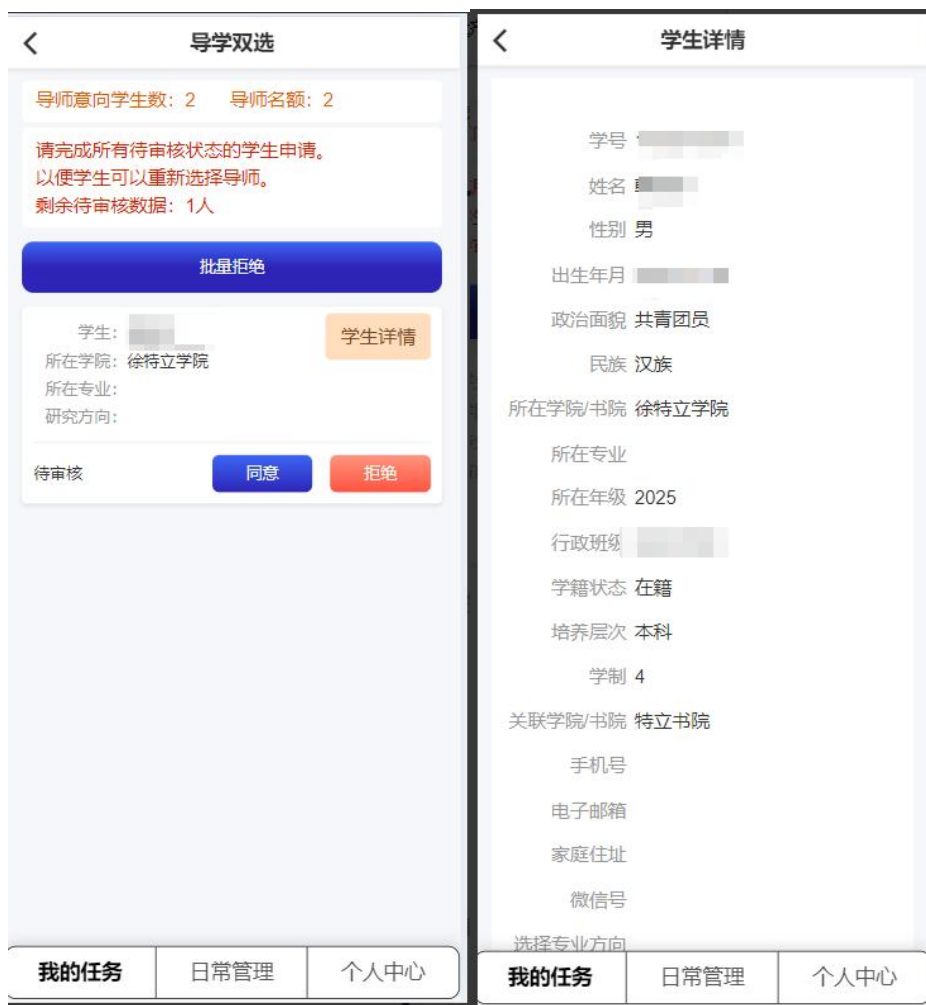 导学双选
导师意向学生数：2 导师名额：2
请完成所有待审核状态的学生申请。
以便学生可以重新选择导师。
剩余待审核数据：1人
批量拒绝
学生：
学生详情
所在学院：徐特立学院
所在专业：
研究方向：
待审核 同意 拒绝
我的任务 日常管理 个人中心
学生详情
学号
姓名
性别 男
出生年月
政治面貌 共青团员
民族 汉族
所在学院/书院 徐特立学院
所在专业
所在年级 2025
行政班级
学籍状态 在籍
培养层次 本科
学制 4
关联学院/书院 特立书院
手机号
电子邮箱
家庭住址
微信号
选择专业方向
我的任务 日常管理 个人中心